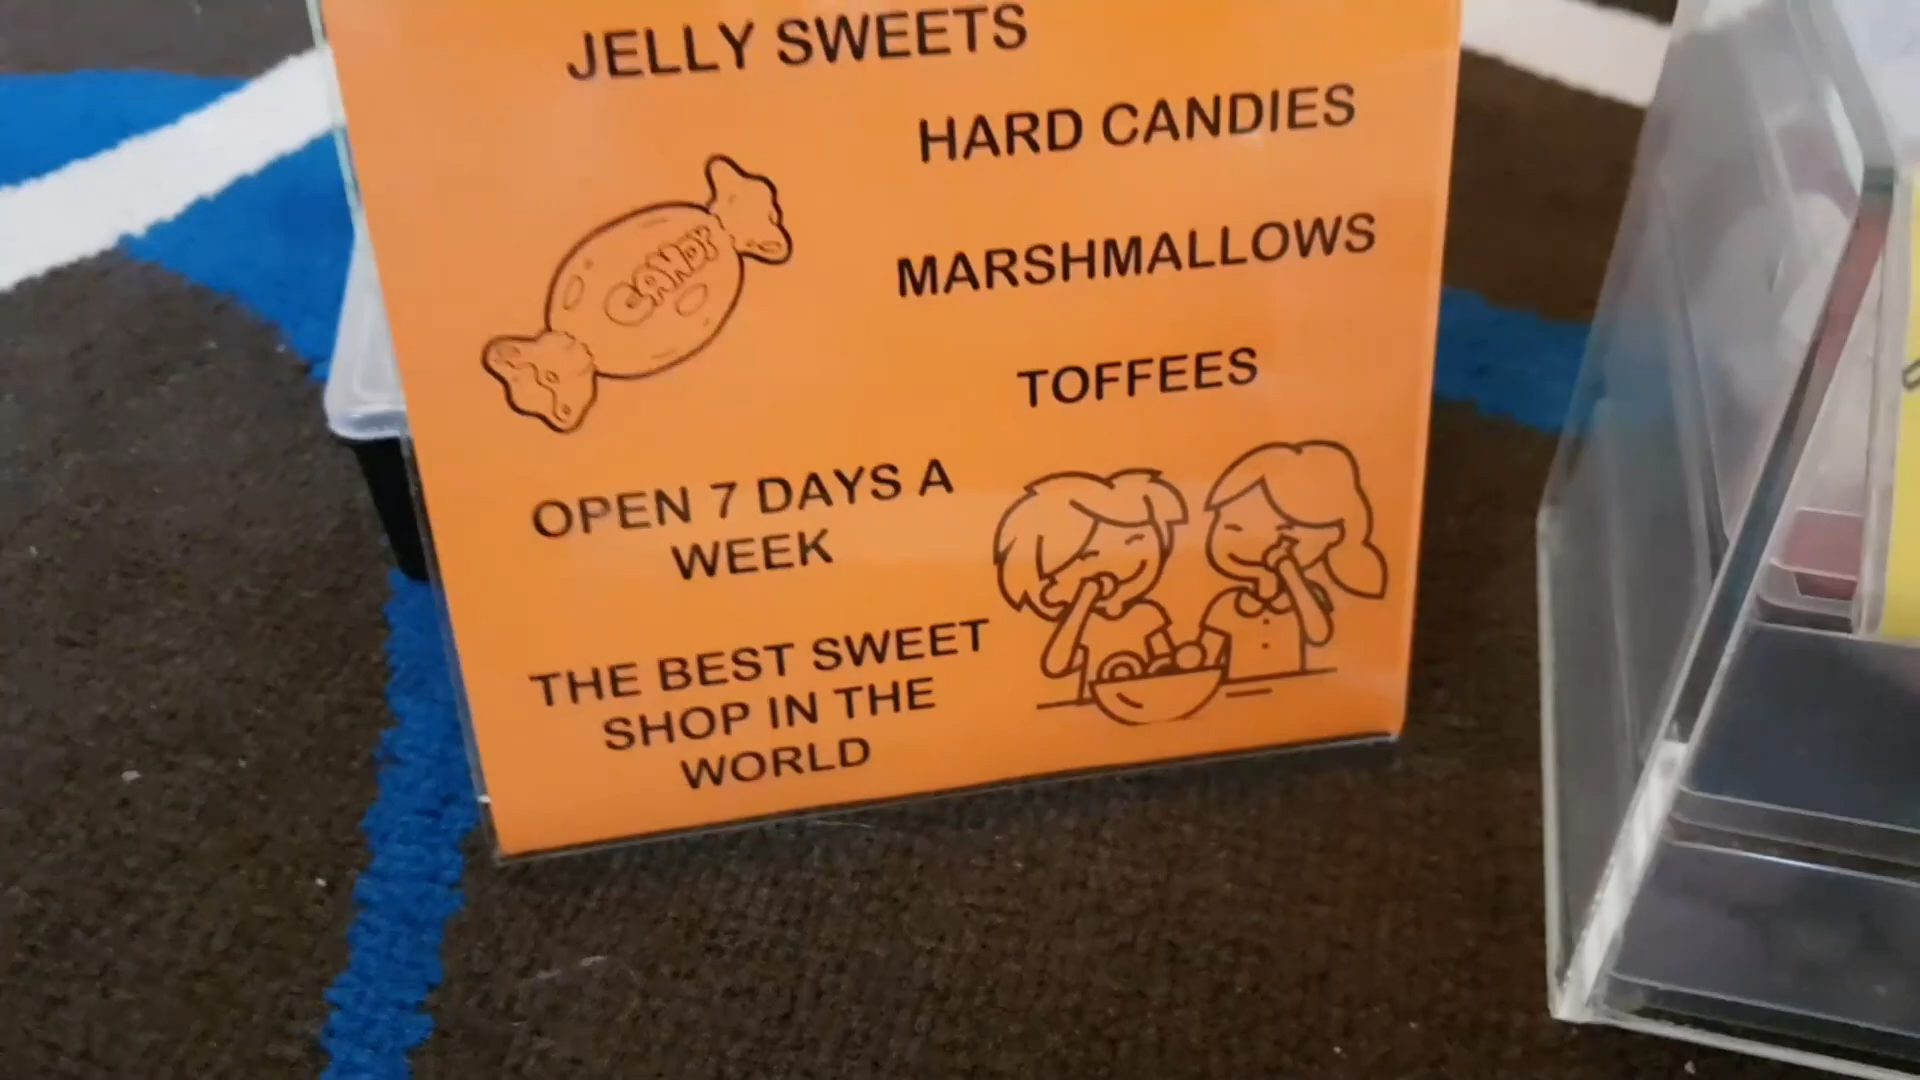 JELLY SWEETS
HARD CANDIES
CANDY
MARSHMALLOWS
TOFFEES
OPEN 7 DAYS A
WEEK
THE BEST SWEET
SHOP IN THE
WORLD